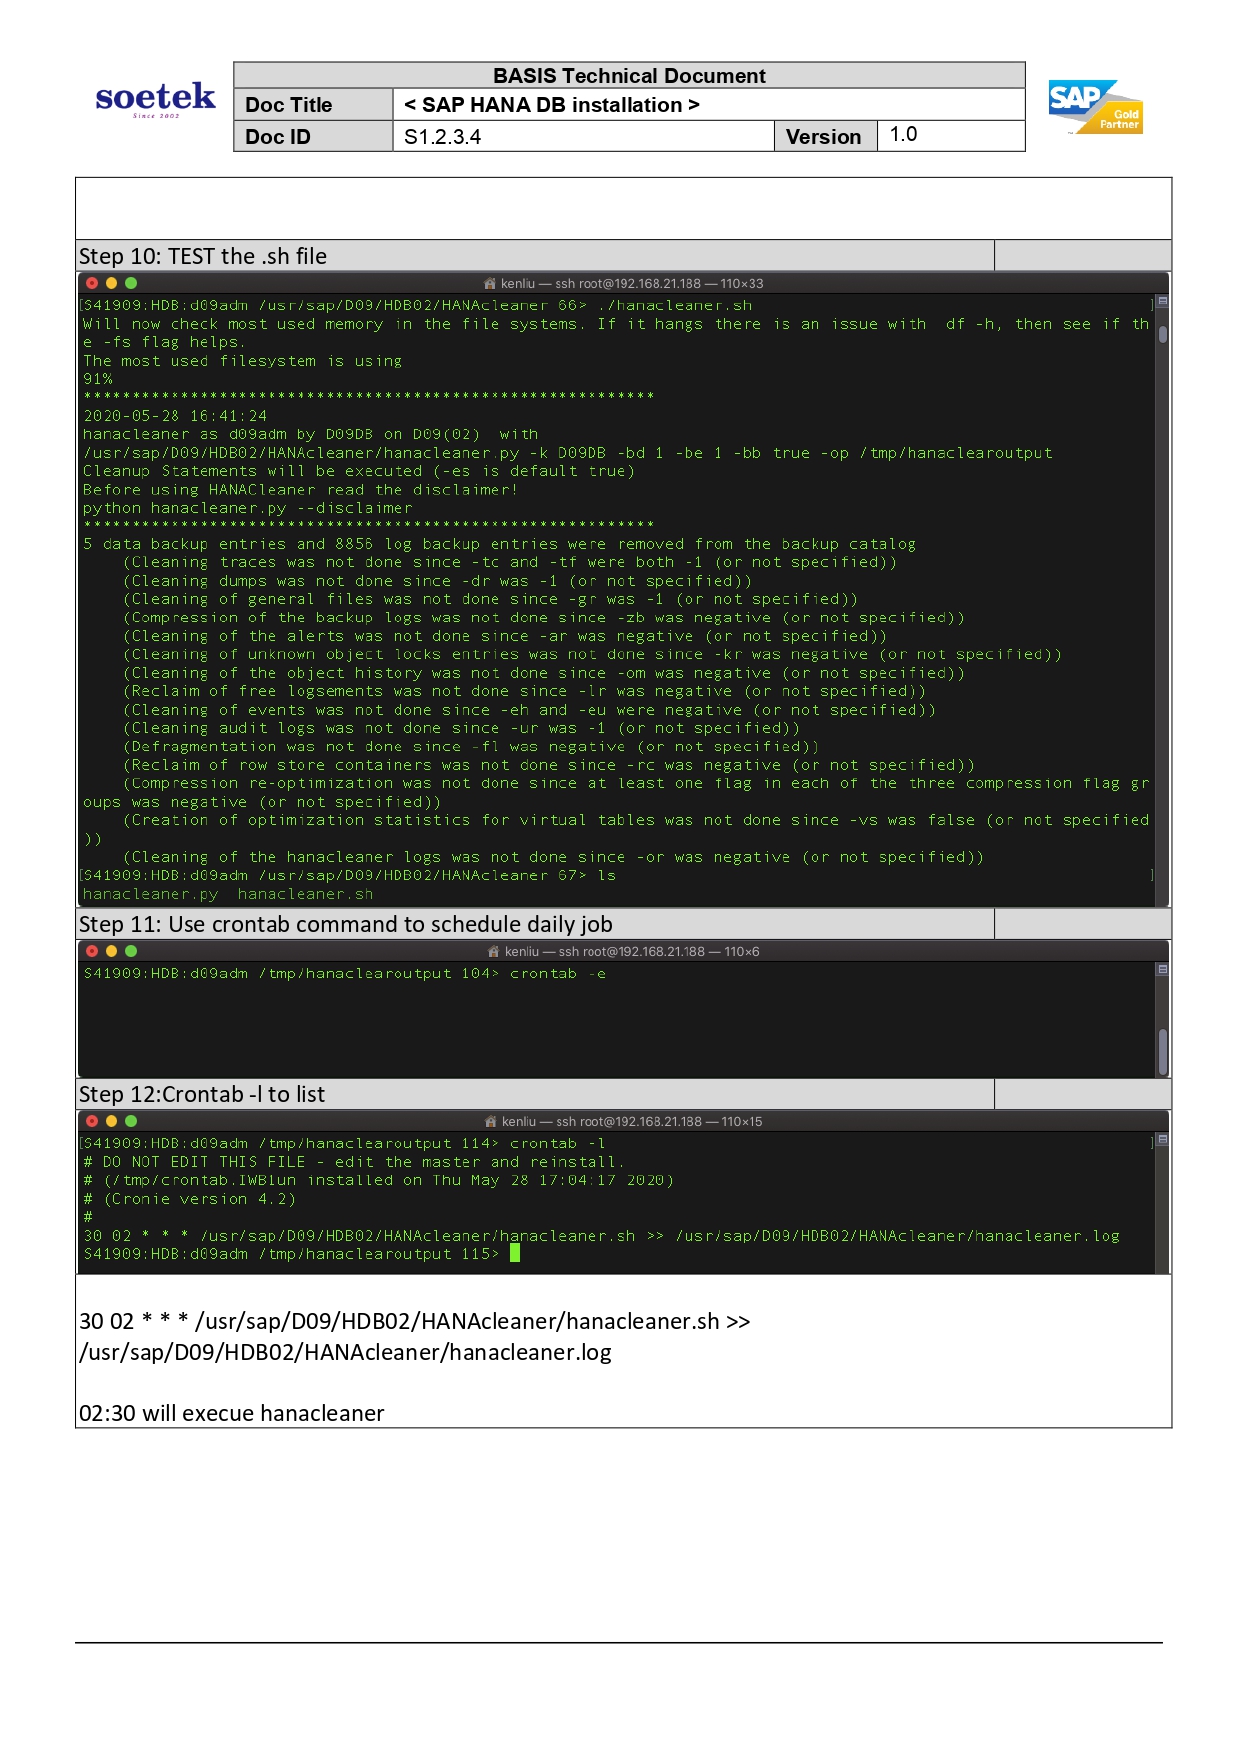 soetek
Since 2002
BASIS Technical Document
Doc Title < SAP HANA DB installation >
Doc ID S1.2.3.4 Version 1.0
SAP
Gold
Partner
Step 10: TEST the .sh file
kenliu — ssh root@192.168.21.188 — 110×33
[S41909:HDB:d09adm /usr/sap/D09/HDB02/HANAcleaner 66> ./hanacleaner.sh ]
Will now check most used memory in the file systems. If it hangs there is an issue with  df -h, then see if th
e -fs flag helps.
The most used filesystem is using
91%
**********************************************************
2020-05-28 16:41:24
hanacleaner as d09adm by D09DB on D09(02)  with
/usr/sap/D09/HDB02/HANAcleaner/hanacleaner.py -k D09DB -bd 1 -be 1 -bb true -op /tmp/hanaclearoutput
Cleanup Statements will be executed (-es is default true)
Before using HANACleaner read the disclaimer!
python hanacleaner.py --disclaimer
**********************************************************
5 data backup entries and 8856 log backup entries were removed from the backup catalog
(Cleaning traces was not done since -tc and -tf were both -1 (or not specified))
(Cleaning dumps was not done since -dr was -1 (or not specified))
(Cleaning of general files was not done since -gr was -1 (or not specified))
(Compression of the backup logs was not done since -zb was negative (or not specified))
(Cleaning of the alerts was not done since -ar was negative (or not specified))
(Cleaning of unknown object locks entries was not done since -kr was negative (or not specified))
(Cleaning of the object history was not done since -om was negative (or not specified))
(Reclaim of free logsements was not done since -lr was negative (or not specified))
(Cleaning of events was not done since -eh and -eu were negative (or not specified))
(Cleaning audit logs was not done since -ur was -1 (or not specified))
(Defragmentation was not done since -fl was negative (or not specified))
(Reclaim of row store containers was not done since -rc was negative (or not specified))
(Compression re-optimization was not done since at least one flag in each of the three compression flag gr
oups was negative (or not specified))
(Creation of optimization statistics for virtual tables was not done since -vs was false (or not specified
))
(Cleaning of the hanacleaner logs was not done since -or was negative (or not specified))
[S41909:HDB:d09adm /usr/sap/D09/HDB02/HANAcleaner 67> ls ]
hanacleaner.py  hanacleaner.sh
Step 11: Use crontab command to schedule daily job
kenliu — ssh root@192.168.21.188 — 110×6
S41909:HDB:d09adm /tmp/hanaclearoutput 104> crontab -e
Step 12:Crontab -l to list
kenliu — ssh root@192.168.21.188 — 110×15
[S41909:HDB:d09adm /tmp/hanaclearoutput 114> crontab -l ]
# DO NOT EDIT THIS FILE - edit the master and reinstall.
# (/tmp/crontab.IWB1un installed on Thu May 28 17:04:17 2020)
# (Cronie version 4.2)
#
30 02 * * * /usr/sap/D09/HDB02/HANAcleaner/hanacleaner.sh >> /usr/sap/D09/HDB02/HANAcleaner/hanacleaner.log
S41909:HDB:d09adm /tmp/hanaclearoutput 115>
30 02 * * * /usr/sap/D09/HDB02/HANAcleaner/hanacleaner.sh >>
/usr/sap/D09/HDB02/HANAcleaner/hanacleaner.log
02:30 will execue hanacleaner